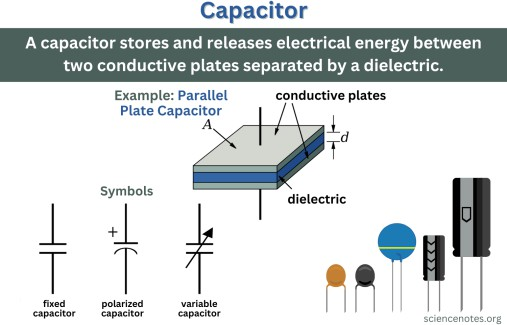 Capacitor
A capacitor stores and releases electrical energy between
two conductive plates separated by a dielectric.
Example: Parallel
Plate Capacitor
conductive plates
A
d
dielectric
Symbols
+
fixed
capacitor
polarized
capacitor
variable
capacitor
sciencenotes.org